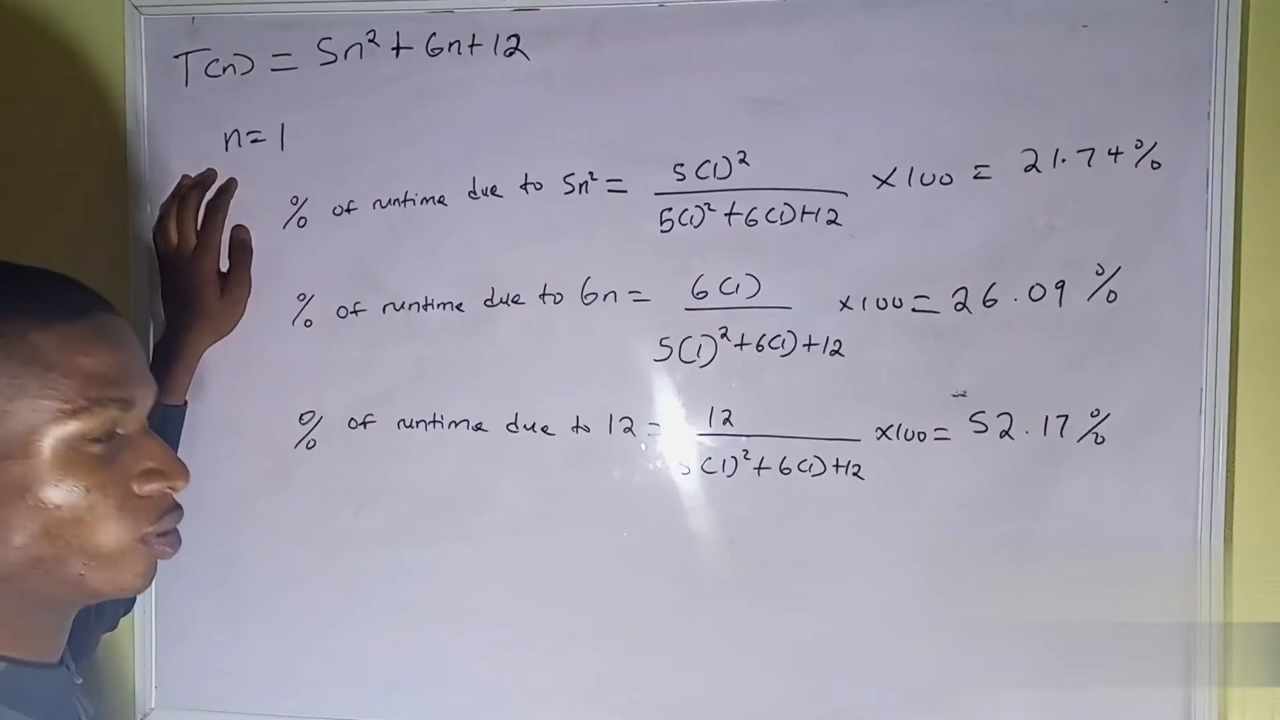 T(n) = 5n² + 6n + 12
n = 1
% of runtime due to 5n² = 5(1)² / 5(1)² + 6(1) + 12 × 100 = 21.74%
% of runtime due to 6n = 6(1) / 5(1)² + 6(1) + 12 × 100 = 26.09%
% of runtime due to 12 = 12 / 5(1)² + 6(1) + 12 × 100 = 52.17%